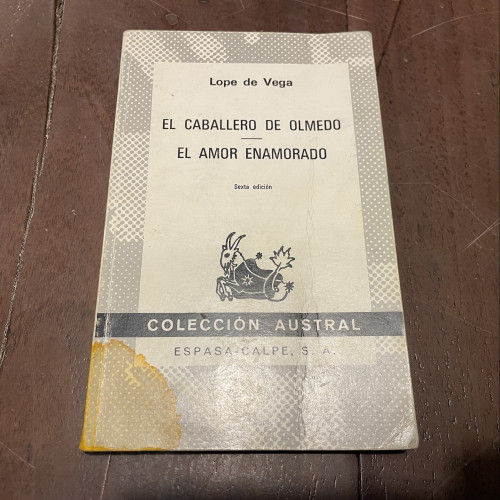 Lope de Vega
EL CABALLERO DE OLMEDO
EL AMOR ENAMORADO
Sexta edición
COLECCIÓN AUSTRAL
ESPASA-CALPE, S. A.